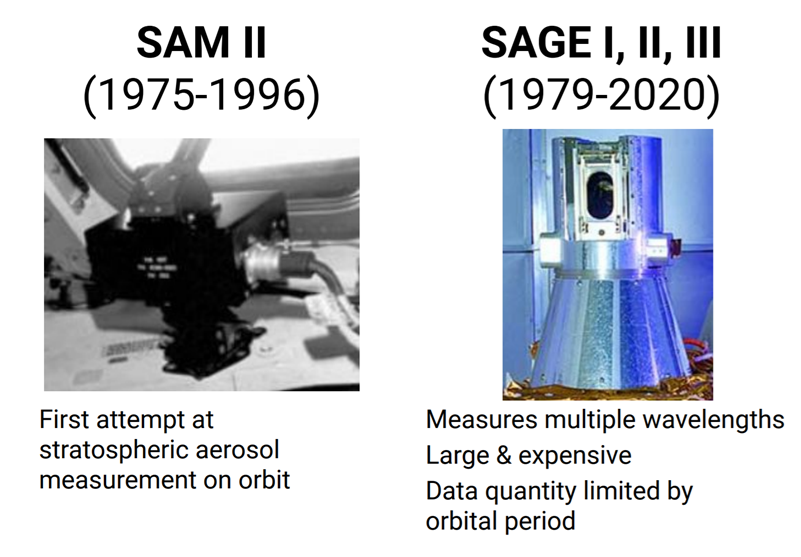 SAM II
(1975-1996)
First attempt at
stratospheric aerosol
measurement on orbit
SAGE I, II, III
(1979-2020)
Measures multiple wavelengths
Large & expensive
Data quantity limited by
orbital period